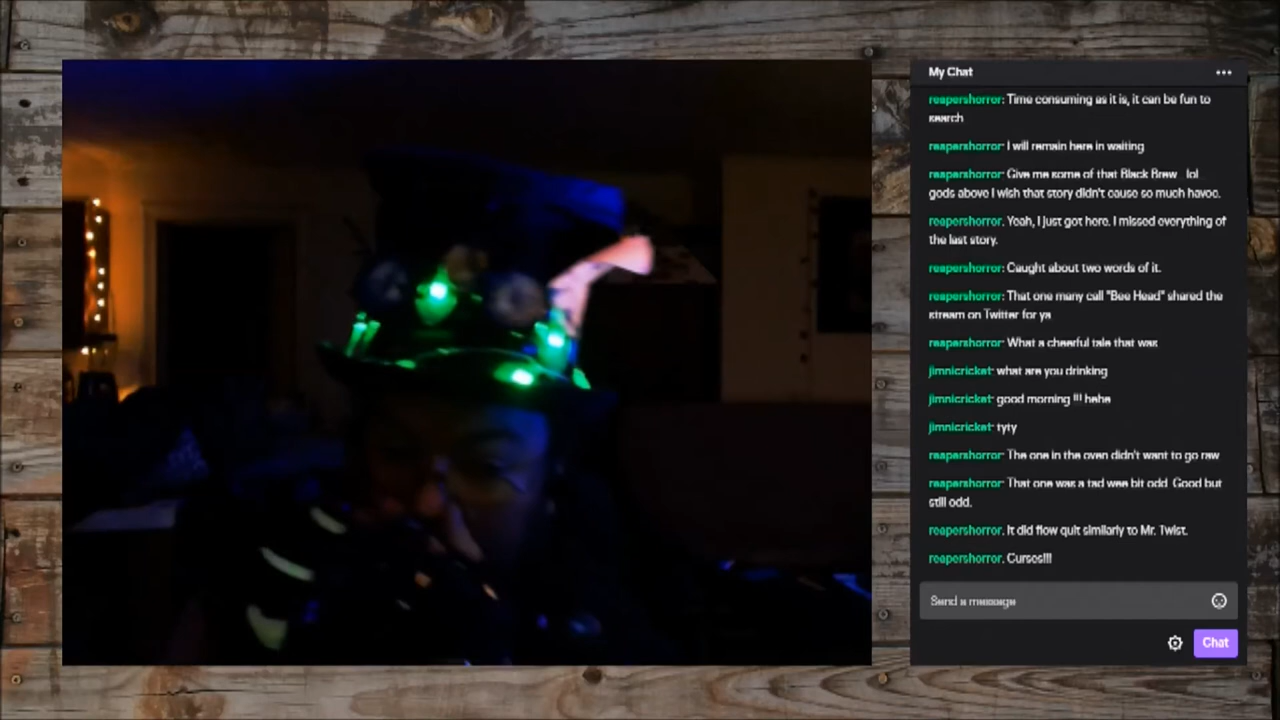 My Chat
reapershorror: Time consuming as it is, it can be fun to
search
reapershorror: I will remain here in waiting
reapershorror: Give me some of that Black Brew lol
gods above I wish that story didn't cause so much havoc.
reapershorror: Yeah, I just got here. I missed everything of
the last story.
reapershorror: Caught about two words of it.
reapershorror: That one many call "Bee Head" shared the
stream on Twitter for ya
reapershorror: What a cheerful tale that was
jimnicricket: what are you drinking
jimnicricket: good morning !!! haha
jimnicricket: tyty
reapershorror: The one in the oven didn't want to go raw
reapershorror: That one was a tad wee bit odd. Good but
still odd.
reapershorror: It did flow quit similarly to Mr. Twist.
reapershorror: Curses!!!
Send a message
Chat